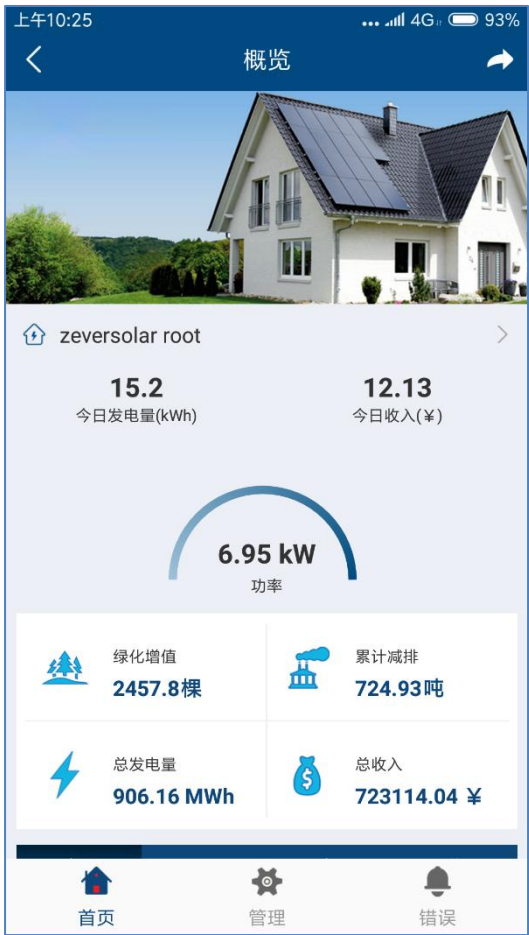 上午10:25 ... 4G 93%
概览
zeversolar root
15.2 12.13
今日发电量(kWh) 今日收入(¥)
6.95 kW
功率
绿化增值 累计减排
2457.8棵 724.93吨
总发电量 总收入
906.16 MWh 723114.04 ¥
首页 管理 错误